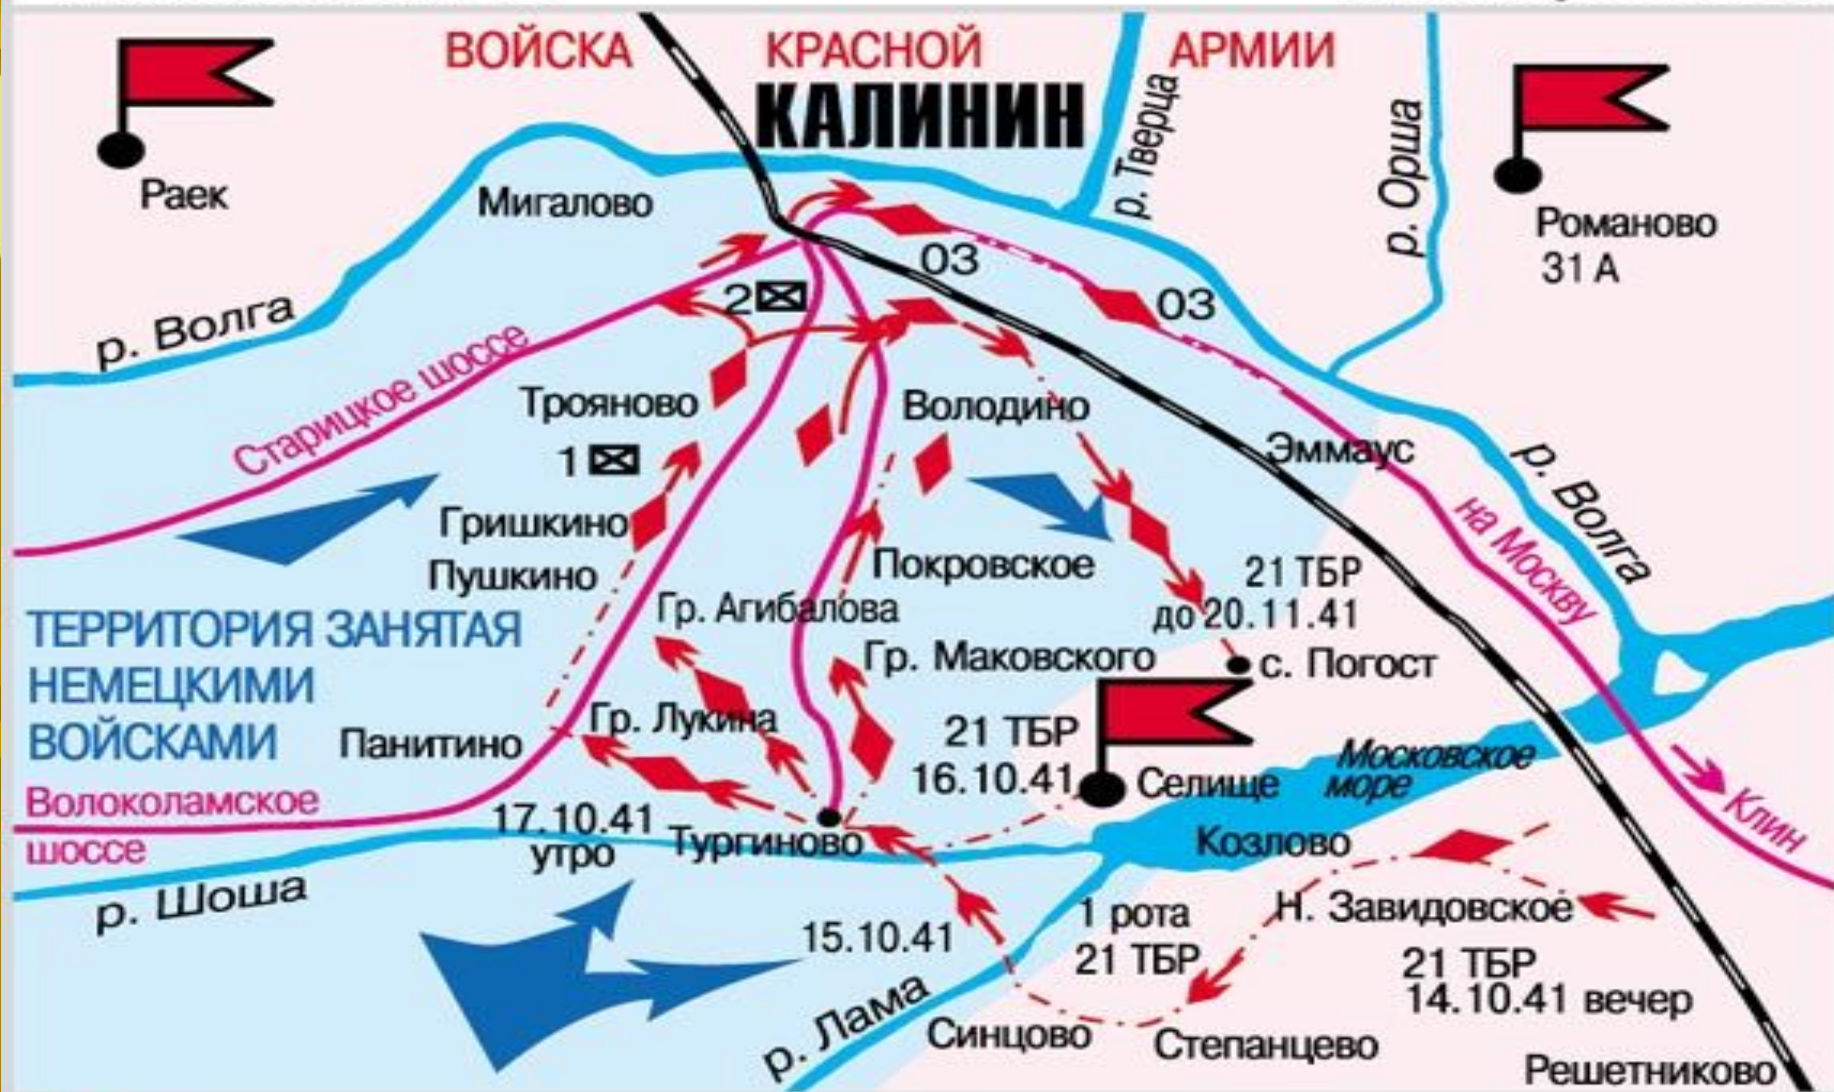 ВОЙСКА КРАСНОЙ АРМИИ
КАЛИНИН
р. Тверца
р. Орша
Раек
Мигалово
Романово
31 А
03
03
2
р. Волга
Старицкое шоссе
Трояново
Володино
1
Эммаус
р. Волга
на Москву
Гришкино
Пушкино
Покровское
21 ТБР
до 20.11.41
Гр. Агибалова
ТЕРРИТОРИЯ ЗАНЯТАЯ
НЕМЕЦКИМИ
ВОЙСКАМИ
Гр. Маковского
с. Погост
Гр. Лукина
Панитино
21 ТБР
16.10.41
Селище
Московское
море
Волоколамское
шоссе
17.10.41
утро
Тургиново
Козлово
Клин
р. Шоша
15.10.41
1 рота
21 ТБР
Н. Завидовское
21 ТБР
14.10.41 вечер
р. Лама
Синцово
Степанцево
Решетниково